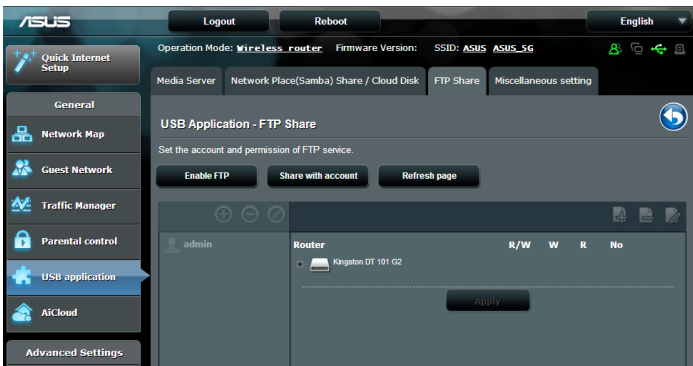 ASUS
Logout Reboot English
Quick Internet
Setup
Operation Mode: Wireless router Firmware Version: SSID: ASUS ASUS_5G
Media Server Network Place(Samba) Share / Cloud Disk FTP Share Miscellaneous setting
General
Network Map
Guest Network
Traffic Manager
Parental control
USB application
AiCloud
Advanced Settings
USB Application - FTP Share
Set the account and permission of FTP service.
Enable FTP Share with account Refresh page
admin
Router R/W W R No
Kingston DT 101 G2
Apply